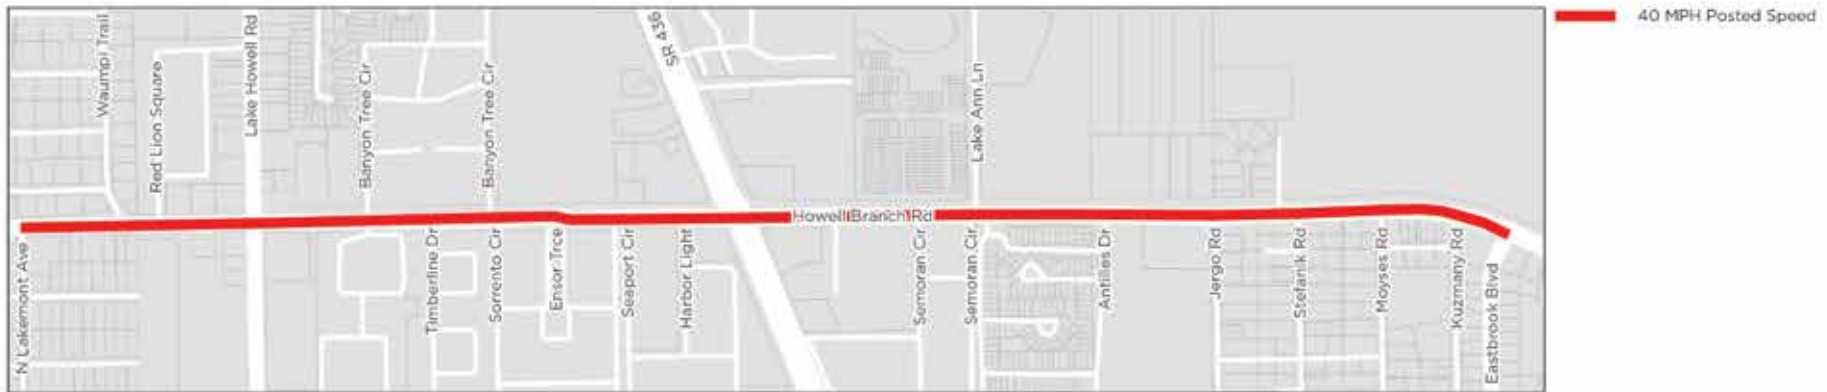 40 MPH Posted Speed
Waumpi Trail
Red Lion Square
Lake Howell Rd
Banyon Tree Cir
Banyon Tree Cir
SR 436
Lake Ann Ln
Howell Branch Rd
N Lakemont Ave
Timberline Dr
Sorrento Cir
Ensor Trce
Seaport Cir
Harbor Light
Semoran Cir
Semoran Cir
Antilles Dr
Jergo Rd
Stefanik Rd
Moyses Rd
Kuzmany Rd
Eastbrook Blvd